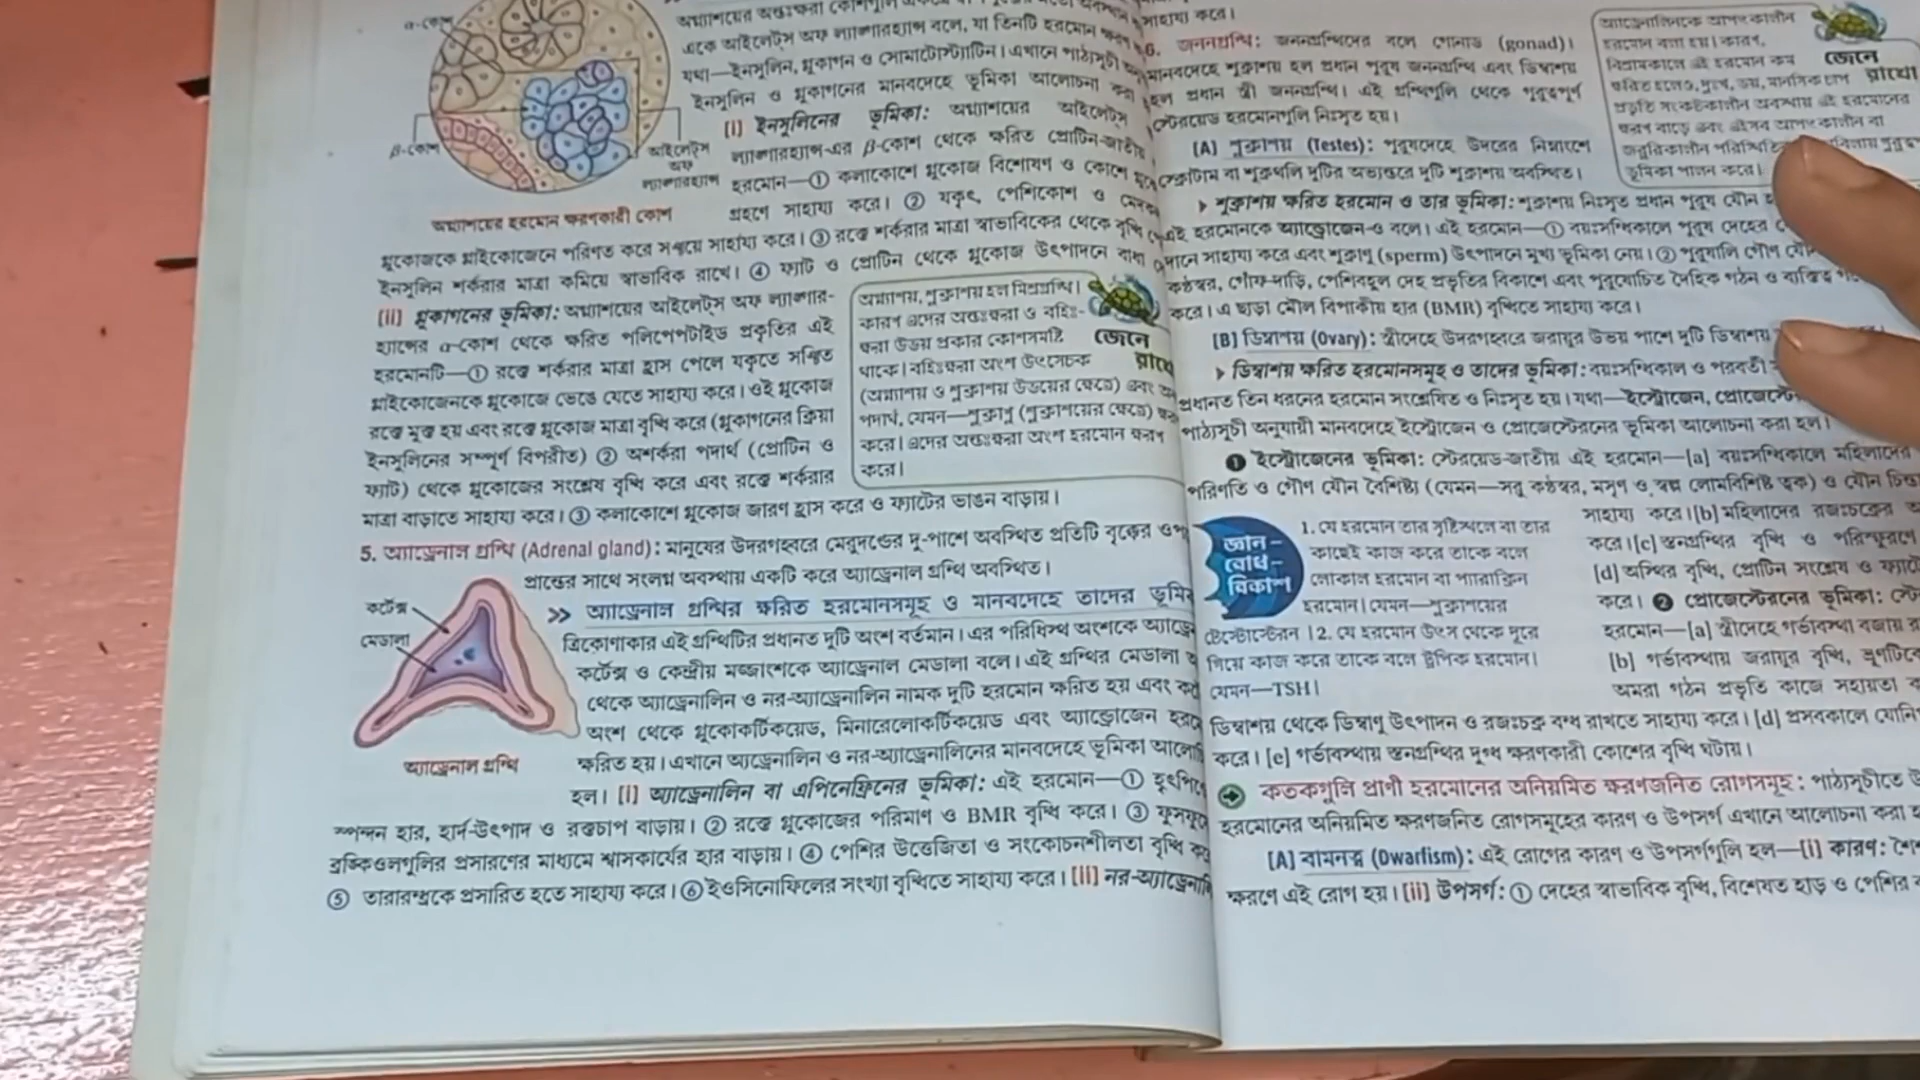 α-কোশ
β-কোশ
আইলেট্স
অফ
ল্যাঙ্গারহ্যান্স
অগ্ন্যাশয়ের হরমোন ক্ষরণকারী কোশ
একে আইলেট্স অফ ল্যাঙ্গারহ্যান্স বলে, যা তিনটি হরমোন ক্ষরণ
যথা—ইনসুলিন, গ্লুকাগন ও সোমাটোস্ট্যাটিন। এখানে পাঠ্যসূচী
ইনসুলিন ও গ্লুকাগনের মানবদেহে ভূমিকা আলোচনা করা
[i] ইনসুলিনের ভূমিকা: অগ্ন্যাশয়ের আইলেট্স
ল্যাঙ্গারহ্যান্স-এর β-কোশ থেকে ক্ষরিত প্রোটিন-জাতীয়
হরমোন—① কলাকোশে গ্লুকোজ বিশোষণ ও কোশে
গ্রহণে সাহায্য করে। ② যকৃৎ, পেশিকোশ ও
গ্লুকোজকে গ্লাইকোজেনে পরিণত করে সঞ্চয়ে সাহায্য করে। ③ রক্তে শর্করার মাত্রা স্বাভাবিকের থেকে বৃদ্ধি
ইনসুলিন শর্করার মাত্রা কমিয়ে স্বাভাবিক রাখে। ④ ফ্যাট ও প্রোটিন থেকে গ্লুকোজ উৎপাদনে বাধা
[ii] গ্লুকাগনের ভূমিকা: অগ্ন্যাশয়ের আইলেট্স অফ ল্যাঙ্গার-
হ্যান্সের α-কোশ থেকে ক্ষরিত পলিপেপটাইড প্রকৃতির এই
হরমোনটি—① রক্তে শর্করার মাত্রা হ্রাস পেলে যকৃতে সঞ্চিত
গ্লাইকোজেনকে গ্লুকোজে ভেঙে যেতে সাহায্য করে। ওই গ্লুকোজ
রক্তে মুক্ত হয় এবং রক্তে গ্লুকোজ মাত্রা বৃদ্ধি করে (গ্লুকাগনের ক্রিয়া
ইনসুলিনের সম্পূর্ণ বিপরীত) ② অশর্করা পদার্থ (প্রোটিন ও
ফ্যাট) থেকে গ্লুকোজের সংশ্লেষ বৃদ্ধি করে এবং রক্তে শর্করার
মাত্রা বাড়াতে সাহায্য করে। ③ কলাকোশে গ্লুকোজ জারণ হ্রাস করে ও ফ্যাটের ভাঙন বাড়ায়।
অগ্ন্যাশয়, শুক্রাশয় হল মিশ্রগ্রন্থি।
কারণ এদের অন্তঃক্ষরা ও বহিঃ-
ক্ষরা উভয় প্রকার কোশসমষ্টি
থাকে। বহিঃক্ষরা অংশ উৎসেচক
(অগ্ন্যাশয় ও শুক্রাশয় উভয়ের ক্ষেত্রে) এবং
পদার্থ, যেমন—শুক্রাণু (শুক্রাশয়ের ক্ষেত্রে)
করে। এদের অন্তঃক্ষরা অংশ হরমোন ক্ষরণ
করে।
জেনে
রাখো
5. অ্যাড্রেনাল গ্রন্থি (Adrenal gland): মানুষের উদরগহ্বরে মেরুদণ্ডের দু-পাশে অবস্থিত প্রতিটি বৃক্কের
প্রান্তের সাথে সংলগ্ন অবস্থায় একটি করে অ্যাড্রেনাল গ্রন্থি অবস্থিত।
কর্টেক্স
মেডালা
অ্যাড্রেনাল গ্রন্থি
» অ্যাড্রেনাল গ্রন্থির ক্ষরিত হরমোনসমূহ ও মানবদেহে তাদের
ত্রিকোণাকার এই গ্রন্থিটির প্রধানত দুটি অংশ বর্তমান। এর পরিধিস্থ অংশকে
কর্টেক্স ও কেন্দ্রীয় মজ্জাংশকে অ্যাড্রেনাল মেডালা বলে। এই গ্রন্থির মেডালা
থেকে অ্যাড্রেনালিন ও নর-অ্যাড্রেনালিন নামক দুটি হরমোন ক্ষরিত হয় এবং
অংশ থেকে গ্লুকোকর্টিকয়েড, মিনারেলোকর্টিকয়েড এবং অ্যান্ড্রোজেন
ক্ষরিত হয়। এখানে অ্যাড্রেনালিন ও নর-অ্যাড্রেনালিনের মানবদেহে ভূমিকা
হল। [i] অ্যাড্রেনালিন বা এপিনেফ্রিনের ভূমিকা: এই হরমোন—①
স্পন্দন হার, হার্দ-উৎপাদ ও রক্তচাপ বাড়ায়। ② রক্তে গ্লুকোজের পরিমাণ ও BMR বৃদ্ধি করে। ③
ব্রঙ্কিওলগুলির প্রসারণের মাধ্যমে শ্বাসকার্যের হার বাড়ায়। ④ পেশির উত্তেজিতা ও সংকোচনশীলতা বৃদ্ধি
⑤ তারারন্ধ্রকে প্রসারিত হতে সাহায্য করে। ⑥ ইওসিনোফিলের সংখ্যা বৃদ্ধিতে সাহায্য করে। [ii]
সাহায্য করে।
6. জননগ্রন্থি: জননগ্রন্থিদের বলে গোনাড (gonad)।
মানবদেহে শুক্রাশয় হল প্রধান পুরুষ জননগ্রন্থি এবং ডিম্বাশয়
হল প্রধান স্ত্রী জননগ্রন্থি। এই গ্রন্থিগুলি থেকে গুরুত্বপূর্ণ
স্টেরয়েড হরমোনগুলি নিঃসৃত হয়।
[A] শুক্রাশয় (Testes): পুরুষদেহে উদরের নিম্নাংশে
স্ক্রোটাম বা শুক্রথলি দুটির অভ্যন্তরে দুটি শুক্রাশয় অবস্থিত।
অ্যাড্রেনালিনকে আপৎকালীন
হরমোন বলা হয়। কারণ,
বিশ্রামকালে এই হরমোন কম
ক্ষরিত হলেও, দুঃখ, ভয়, মানসিক চাপ
প্রভৃতি সংকটকালীন অবস্থায় এই হরমোনের
ক্ষরণ বাড়ে এবং এইসব আপৎকালীন বা
জরুরিকালীন
ভূমিকা পালন করে।
জেনে
রাখো
▸ শুক্রাশয় ক্ষরিত হরমোন ও তার ভূমিকা: শুক্রাশয় নিঃসৃত প্রধান পুরুষ যৌন
এই হরমোনকে অ্যান্ড্রোজেন-ও বলে। এই হরমোন—① বয়ঃসন্ধিকালে পুরুষ দেহের
সাহায্য করে এবং শুক্রাণু (sperm) উৎপাদনে মুখ্য ভূমিকা নেয়। ② পুরুষালি গৌণ
কণ্ঠস্বর, গোঁফ-দাড়ি, পেশিবহুল দেহ প্রভৃতির বিকাশে এবং পুরুষোচিত দৈহিক গঠন ও ব্যক্তিত্ব
করে। এ ছাড়া মৌল বিপাকীয় হার (BMR) বৃদ্ধিতে সাহায্য করে।
[B] ডিম্বাশয় (Ovary): স্ত্রীদেহে উদরগহ্বরে জরায়ুর উভয় পাশে দুটি ডিম্বাশয়
▸ ডিম্বাশয় ক্ষরিত হরমোনসমূহ ও তাদের ভূমিকা: বয়ঃসন্ধিকাল ও পরবর্তী
প্রধানত তিন ধরনের হরমোন সংশ্লেষিত ও নিঃসৃত হয়। যথা—ইস্ট্রোজেন,
পাঠ্যসূচী অনুযায়ী মানবদেহে ইস্ট্রোজেন ও প্রোজেস্টেরনের ভূমিকা আলোচনা করা হল।
❶ ইস্ট্রোজেনের ভূমিকা: স্টেরয়েড-জাতীয় এই হরমোন—[a] বয়ঃসন্ধিকালে মহিলাদের
পরিণতি ও গৌণ যৌন বৈশিষ্ট্য (যেমন—সরু কণ্ঠস্বর, মসৃণ ও স্বল্প লোমবিশিষ্ট ত্বক) ও যৌন
জ্ঞান-
বোধ-
বিকাশ
1. যে হরমোন তার সৃষ্টিস্থলে বা তার
কাছেই কাজ করে তাকে বলে
লোকাল হরমোন বা প্যারাক্রিন
হরমোন। যেমন—শুক্রাশয়ের
টেস্টোস্টেরন। 2. যে হরমোন উৎস থেকে দূরে
গিয়ে কাজ করে তাকে বলে ট্রপিক হরমোন।
যেমন—TSH।
সাহায্য করে। [b] মহিলাদের রজঃচক্রের
করে। [c] স্তনগ্রন্থির বৃদ্ধি ও পরিস্ফুরণে
[d] অস্থির বৃদ্ধি, প্রোটিন সংশ্লেষ ও
করে। ❷ প্রোজেস্টেরনের ভূমিকা:
হরমোন—[a] স্ত্রীদেহে গর্ভাবস্থা বজায়
[b] গর্ভাবস্থায় জরায়ুর বৃদ্ধি,
অমরা গঠন প্রভৃতি কাজে সহায়তা
ডিম্বাশয় থেকে ডিম্বাণু উৎপাদন ও রজঃচক্র বন্ধ রাখতে সাহায্য করে। [d] প্রসবকালে
করে। [e] গর্ভাবস্থায় স্তনগ্রন্থির দুগ্ধ ক্ষরণকারী কোশের বৃদ্ধি ঘটায়।
কতকগুলি প্রাণী হরমোনের অনিয়মিত ক্ষরণজনিত রোগসমূহ: পাঠ্যসূচীতে
হরমোনের অনিয়মিত ক্ষরণজনিত রোগসমূহের কারণ ও উপসর্গ এখানে আলোচনা করা
[A] বামনত্ব (Dwarfism): এই রোগের কারণ ও উপসর্গগুলি হল—[i] কারণ:
ক্ষরণে এই রোগ হয়। [ii] উপসর্গ: ① দেহের স্বাভাবিক বৃদ্ধি, বিশেষত হাড় ও পেশির